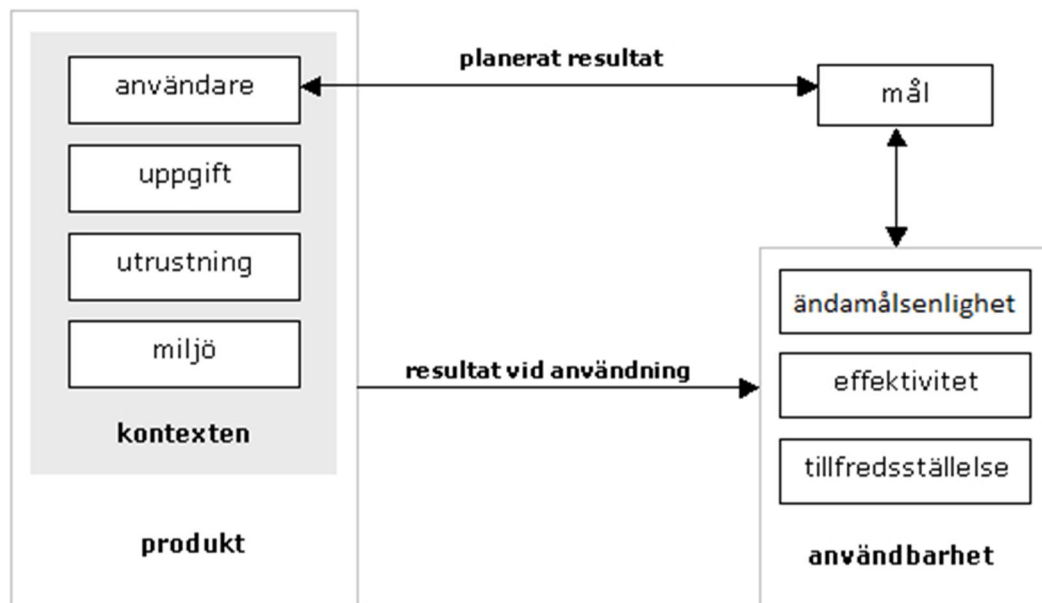 användare
uppgift
utrustning
miljö
kontexten
produkt
planerat resultat
resultat vid användning
mål
ändamålsenlighet
effektivitet
tillfredsställelse
användbarhet